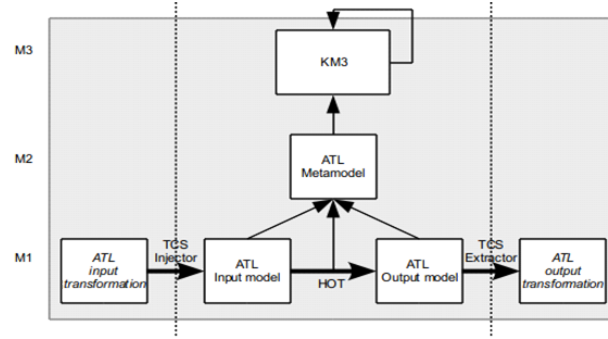 M3
KM3
M2
ATL
Metamodel
M1
ATL
input
transformation
TCS
Injector
ATL
Input model
HOT
ATL
Output model
TCS
Extractor
ATL
output
transformation